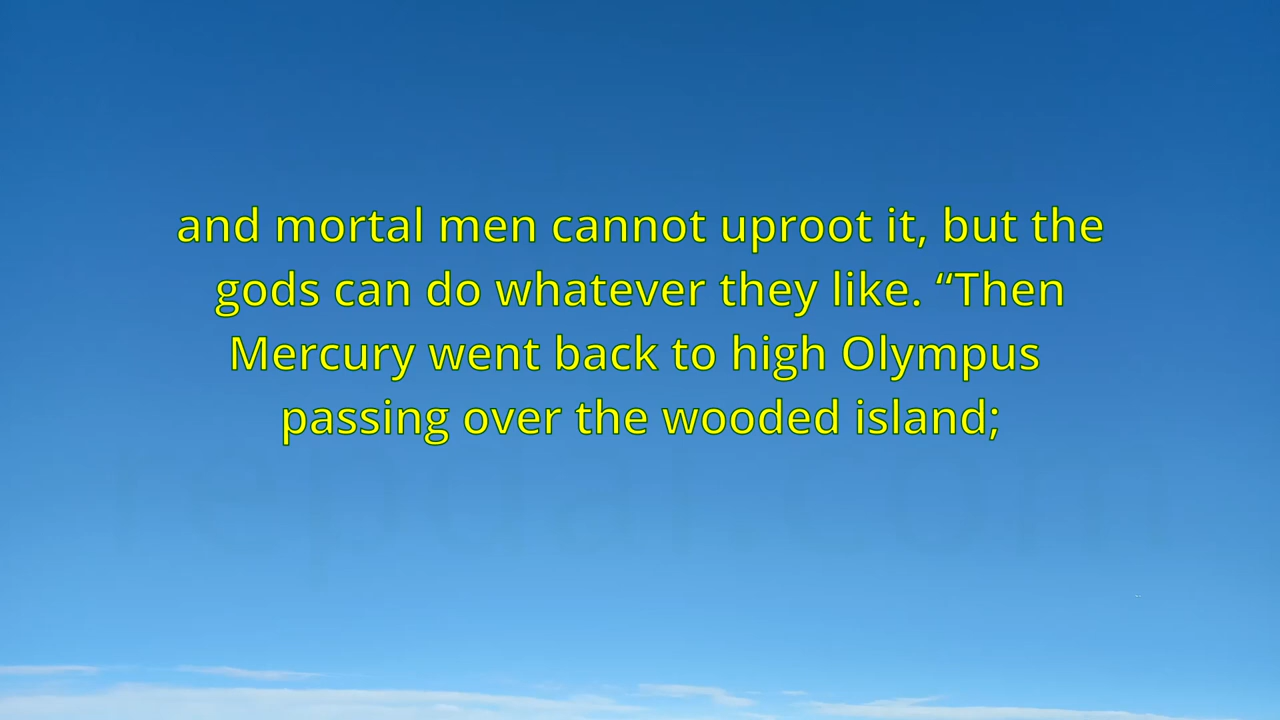 and mortal men cannot uproot it, but the
gods can do whatever they like. “Then
Mercury went back to high Olympus
passing over the wooded island;